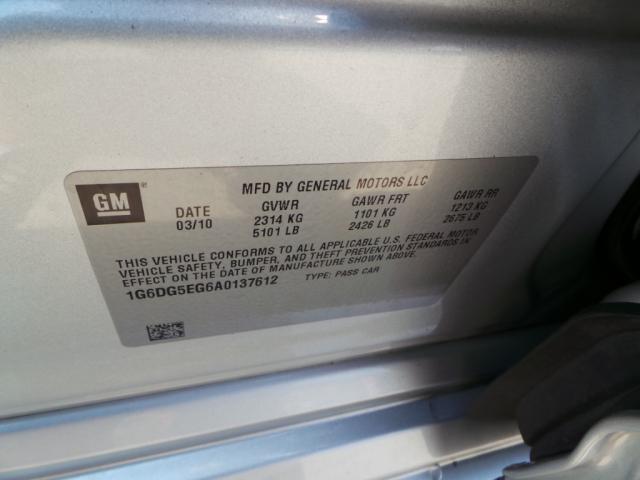 GM
MFD BY GENERAL MOTORS LLC
DATE GVWR GAWR FRT GAWR RR
03/10 2314 KG 1101 KG 1213 KG
5101 LB 2426 LB 2675 LB
THIS VEHICLE CONFORMS TO ALL APPLICABLE U.S. FEDERAL MOTOR
VEHICLE SAFETY, BUMPER, AND THEFT PREVENTION STANDARDS IN
EFFECT ON THE DATE OF MANUFACTURE SHOWN ABOVE.
1G6DG5EG6A0137612 TYPE: PASS CAR